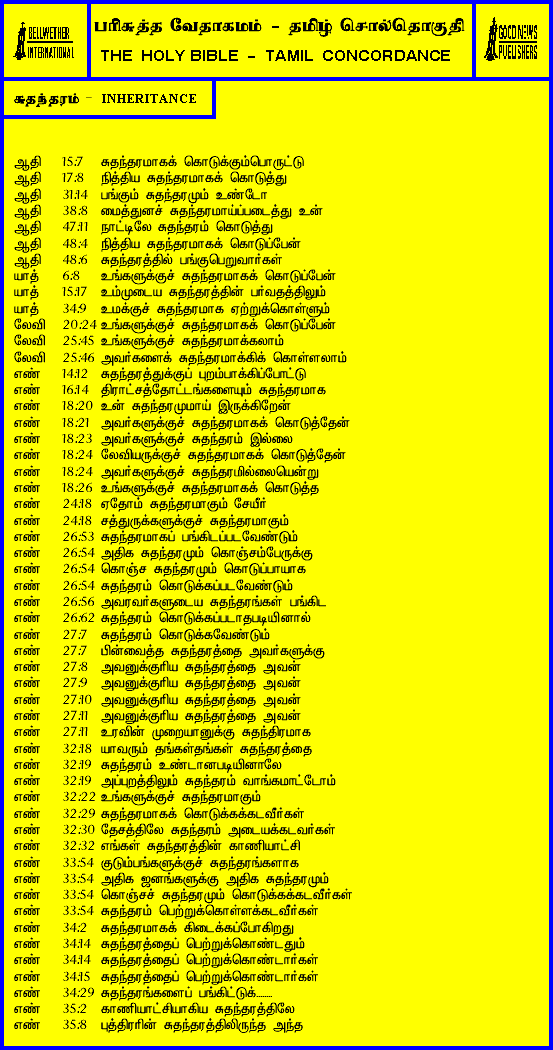 BELLWETHER
INTERNATIONAL
பரிசுத்த வேதாகமம் - தமிழ் சொல்தொகுதி
THE HOLY BIBLE - TAMIL CONCORDANCE
GOOD NEWS
PUBLISHERS
சுதந்தரம் - INHERITANCE
ஆதி 15:7 சுதந்தரமாகக் கொடுக்கும்பொருட்டு
ஆதி 17:8 நித்திய சுதந்தரமாகக் கொடுத்து
ஆதி 31:14 பங்கும் சுதந்தரமும் உண்டோ
ஆதி 38:8 மைத்துனச் சுதந்தரமாய்ப்படைத்து உன்
ஆதி 47:11 நாட்டிலே சுதந்தரம் கொடுத்து
ஆதி 48:4 நித்திய சுதந்தரமாகக் கொடுப்பேன்
ஆதி 48:6 சுதந்தரத்தில் பங்குபெறுவார்கள்
யாத் 6:8 உங்களுக்குச் சுதந்தரமாகக் கொடுப்பேன்
யாத் 15:17 உம்முடைய சுதந்தரத்தின் பர்வதத்திலும்
யாத் 34:9 உமக்குச் சுதந்தரமாக ஏற்றுக்கொள்ளும்
லேவி 20:24 உங்களுக்குச் சுதந்தரமாகக் கொடுப்பேன்
லேவி 25:45 உங்களுக்குச் சுதந்தரமாக்கலாம்
லேவி 25:46 அவர்களைக் சுதந்தரமாக்கிக் கொள்ளலாம்
எண் 14:12 சுதந்தரத்துக்குப் புறம்பாக்கிப்போட்டு
எண் 16:14 திராட்சத்தோட்டங்களையும் சுதந்தரமாக
எண் 18:20 உன் சுதந்தரமுமாய் இருக்கிறேன்
எண் 18:21 அவர்களுக்குச் சுதந்தரமாகக் கொடுத்தேன்
எண் 18:23 அவர்களுக்குச் சுதந்தரம் இல்லை
எண் 18:24 லேவியருக்குச் சுதந்தரமாகக் கொடுத்தேன்
எண் 18:24 அவர்களுக்குச் சுதந்தரமில்லையென்று
எண் 18:26 உங்களுக்குச் சுதந்தரமாகக் கொடுத்த
எண் 24:18 ஏதோம் சுதந்தரமாகும் சேயீர்
எண் 24:18 சத்துருக்களுக்குச் சுதந்தரமாகும்
எண் 26:53 சுதந்தரமாகப் பங்கிடப்படவேண்டும்
எண் 26:54 அதிக சுதந்தரமும் கொஞ்சம்பேருக்கு
எண் 26:54 கொஞ்ச சுதந்தரமும் கொடுப்பாயாக
எண் 26:54 சுதந்தரம் கொடுக்கப்படவேண்டும்
எண் 26:56 அவரவர்களுடைய சுதந்தரங்கள் பங்கிட
எண் 26:62 சுதந்தரம் கொடுக்கப்படாதபடியினால்
எண் 27:7 சுதந்தரம் கொடுக்கவேண்டும்
எண் 27:7 பின்வைத்த சுதந்தரத்தை அவர்களுக்கு
எண் 27:8 அவனுக்குரிய சுதந்தரத்தை அவன்
எண் 27:9 அவனுக்குரிய சுதந்தரத்தை அவன்
எண் 27:10 அவனுக்குரிய சுதந்தரத்தை அவன்
எண் 27:11 அவனுக்குரிய சுதந்தரத்தை அவன்
எண் 27:11 உரவின் முறையானுக்கு சுதந்திரமாக
எண் 32:18 யாவரும் தங்கள்தங்கள் சுதந்தரத்தை
எண் 32:19 சுதந்தரம் உண்டானபடியினாலே
எண் 32:19 அப்புறத்திலும் சுதந்தரம் வாங்கமாட்டோம்
எண் 32:22 உங்களுக்குச் சுதந்தரமாகும்
எண் 32:29 சுதந்தரமாகக் கொடுக்கக்கடவீர்கள்
எண் 32:30 தேசத்திலே சுதந்தரம் அடையக்கடவர்கள்
எண் 32:32 எங்கள் சுதந்தரத்தின் காணியாட்சி
எண் 33:54 குடும்பங்களுக்குச் சுதந்தரங்களாக
எண் 33:54 அதிக ஜனங்களுக்கு அதிக சுதந்தரமும்
எண் 33:54 கொஞ்சச் சுதந்தரமும் கொடுக்கக்கடவீர்கள்
எண் 33:54 சுதந்தரம் பெற்றுக்கொள்ளக்கடவீர்கள்
எண் 34:2 சுதந்தரமாகக் கிடைக்கப்போகிறது
எண் 34:14 சுதந்தரத்தைப் பெற்றுக்கொண்டதும்
எண் 34:14 சுதந்தரத்தைப் பெற்றுக்கொண்டார்கள்
எண் 34:15 சுதந்தரத்தைப் பெற்றுக்கொண்டார்கள்
எண் 34:29 சுதந்தரங்களைப் பங்கிட்டுக்.........
எண் 35:2 காணியாட்சியாகிய சுதந்தரத்திலே
எண் 35:8 புத்திரரின் சுதந்தரத்திலிருந்த அந்த